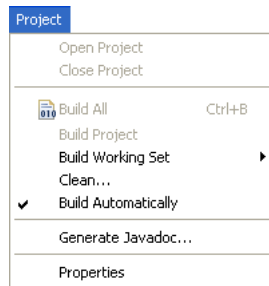 Project
Open Project
Close Project
010 Build All Ctrl+B
Build Project
Build Working Set
Clean...
Build Automatically
Generate Javadoc...
Properties